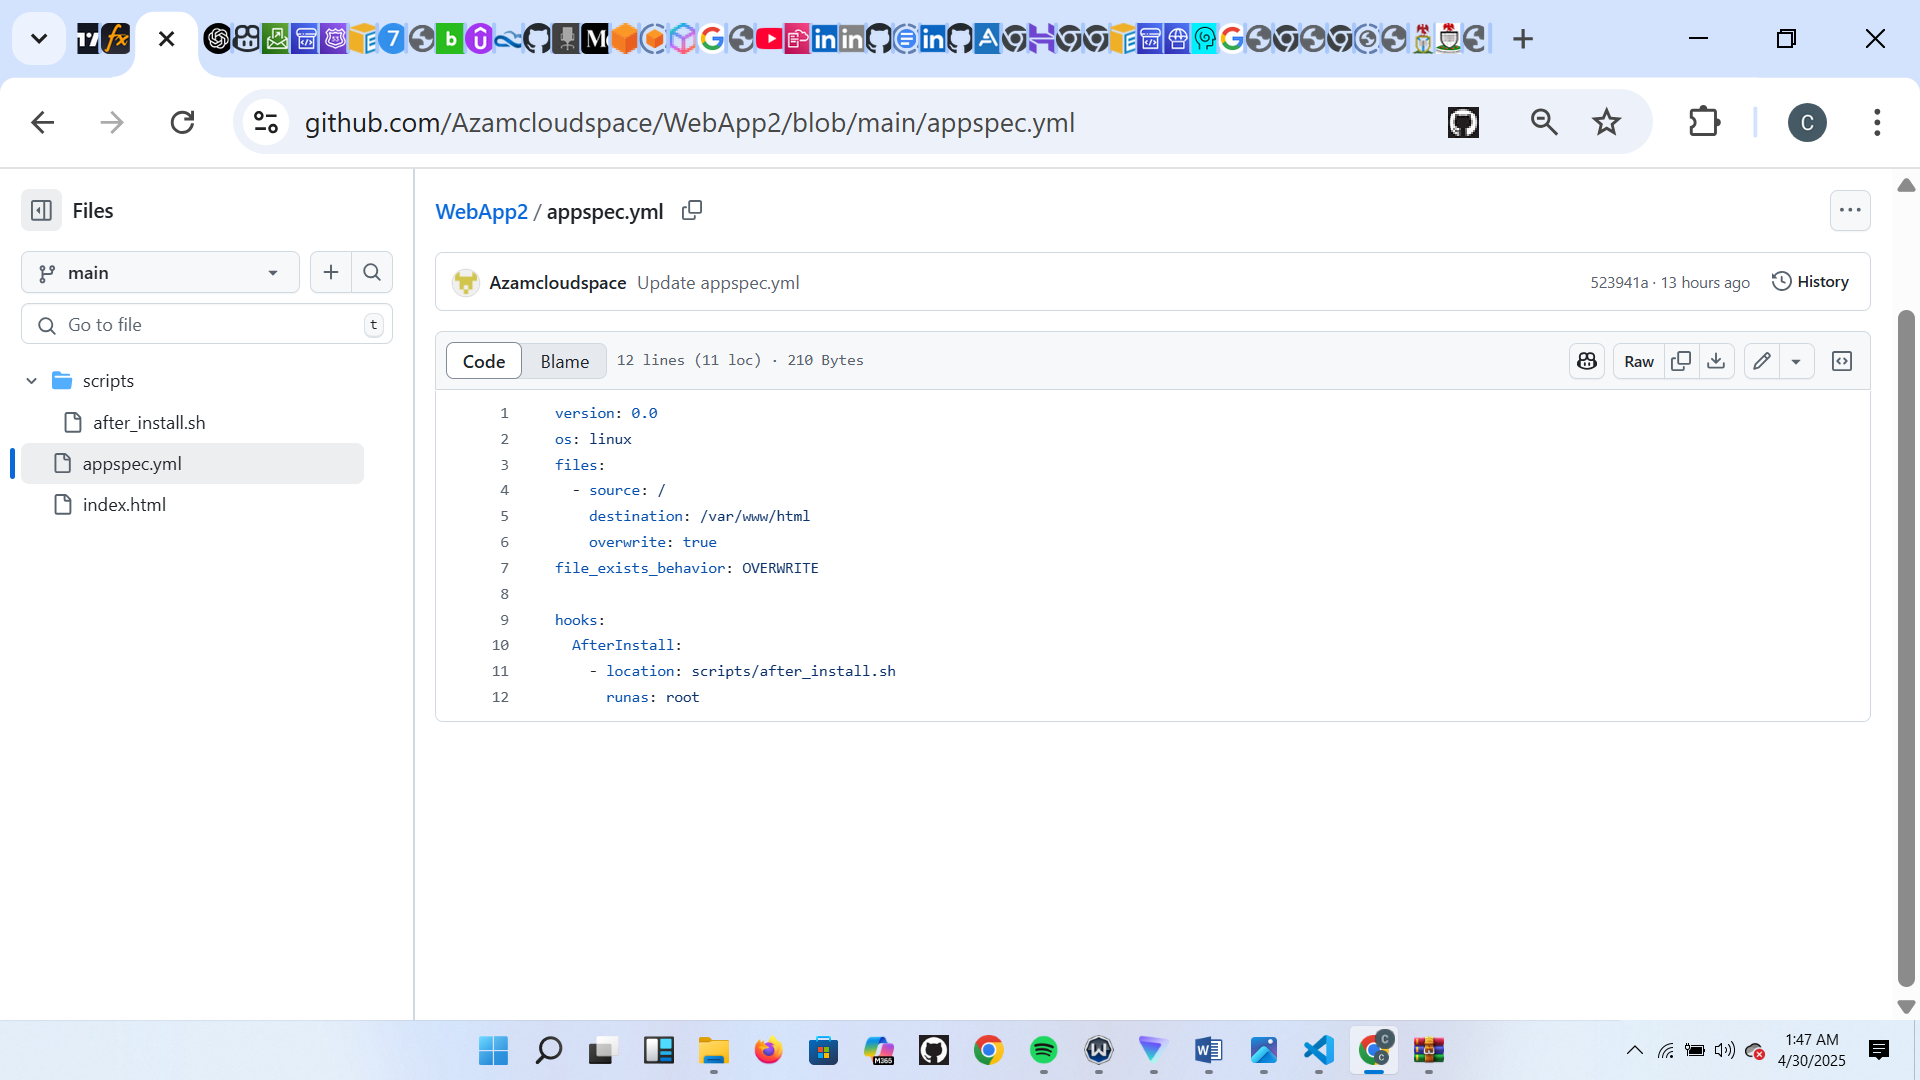 github.com/Azamcloudspace/WebApp2/blob/main/appspec.yml
C
Files
WebApp2 / appspec.yml
main
Azamcloudspace Update appspec.yml
523941a · 13 hours ago
History
Go to file
t
Code
Blame
12 lines (11 loc) · 210 Bytes
Raw
scripts
after_install.sh
appspec.yml
index.html
1 version: 0.0
2 os: linux
3 files:
4 - source: /
5 destination: /var/www/html
6 overwrite: true
7 file_exists_behavior: OVERWRITE
8
9 hooks:
10 AfterInstall:
11 - location: scripts/after_install.sh
12 runas: root
1:47 AM
4/30/2025